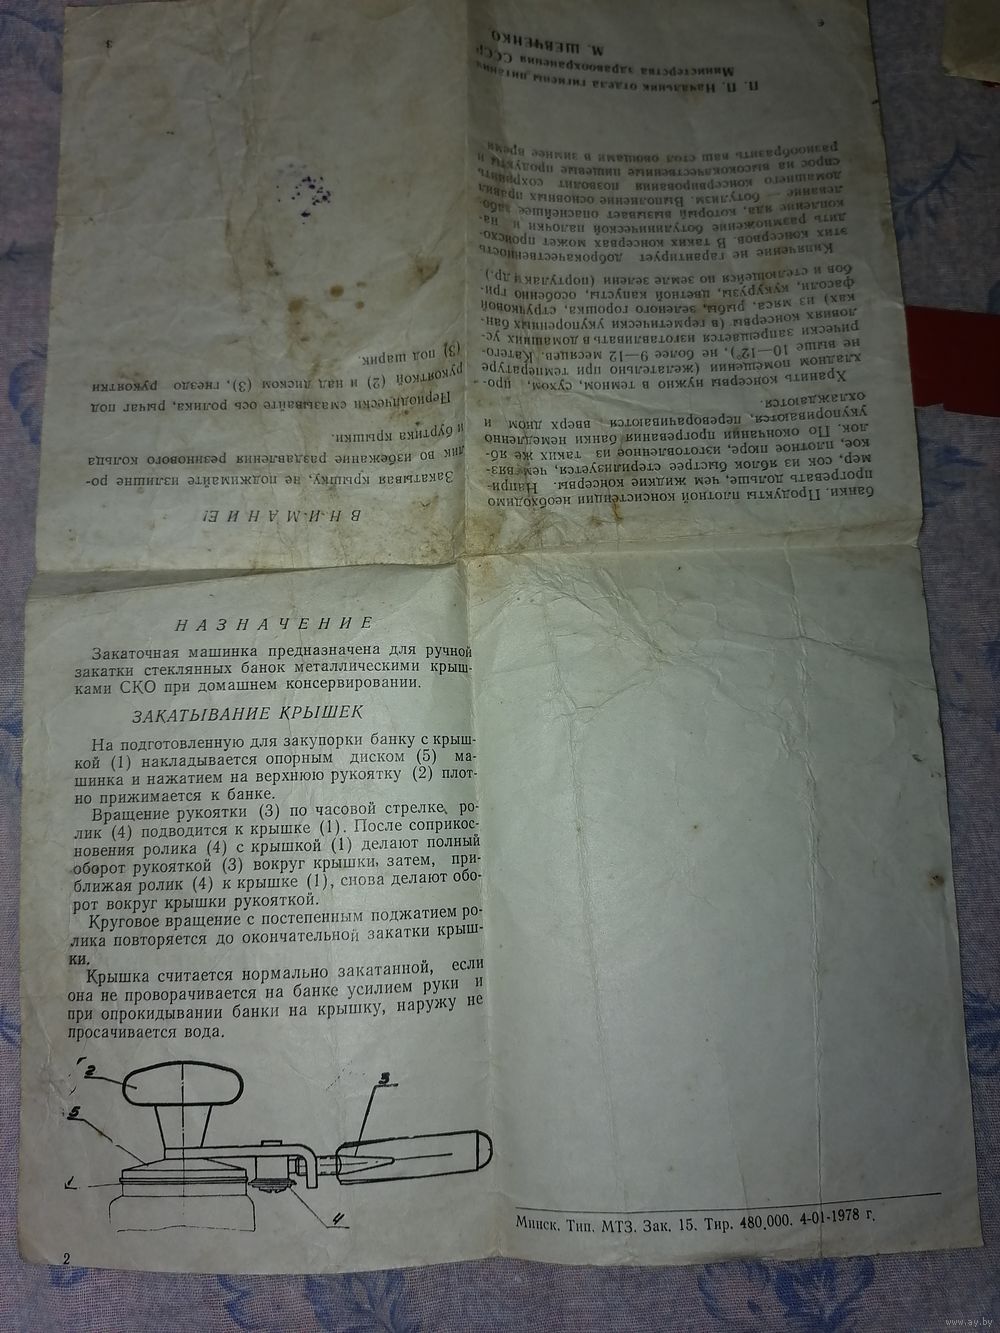 НАЗНАЧЕНИЕ
Закаточная машинка предназначена для ручной
закатки стеклянных банок металлическими крыш-
ками СКО при домашнем консервировании.
ЗАКАТЫВАНИЕ КРЫШЕК
На подготовленную для закупорки банку с крыш-
кой (1) накладывается опорным диском (5) ма-
шинка и нажатием на верхнюю рукоятку (2) плот-
но прижимается к банке.
Вращение рукоятки (3) по часовой стрелке, ро-
лик (4) подводится к крышке (1). После соприкос-
новения ролика (4) с крышкой (1) делают полный
оборот рукояткой (3) вокруг крышки, затем, при-
ближая ролик (4) к крышке (1), снова делают обо-
рот вокруг крышки рукояткой.
Круговое вращение с постепенным поджатием ро-
лика повторяется до окончательной закатки крыш-
ки.
Крышка считается нормально закатанной, если
она не проворачивается на банке усилием руки и
при опрокидывании банки на крышку, наружу не
просачивается вода.
2
5
1
3
4
2
ВНИМАНИЕ!
Закатывая крышку, не поджимайте излишне ро-
лик во избежание раздавления резинового кольца
и буртика крышки.
Периодически смазывайте ось ролика, рычаг под
рукояткой (2) и над диском (3), гнездо рукоятки
(3) под шарик.
3
банки. Продукты плотной консистенции необходимо
прогревать дольше, чем жидкие консервы. Напри-
мер, сок из яблок быстрее стерилизуется, чем вяз-
кое, плотное пюре, изготовленное из таких же яб-
лок. По окончании прогревания банки немедленно
укупориваются, переворачиваются вверх дном и
охлаждаются.
Хранить консервы нужно в темном, сухом, про-
хладном помещении (желательно при температуре
не выше 10—12°), не более 9—12 месяцев. Катего-
рически запрещается изготавливать в домашних ус-
ловиях консервы (в герметически укупоренных бан-
ках) из мяса, рыбы, зеленого горошка, стручковой
фасоли, кукурузы, цветной капусты, особенно гри-
бов и стелющейся по земле зелени (портулак и др.).
Кипячение не гарантирует доброкачественность
этих консервов. В таких консервах может происхо-
дить размножение ботулинической палочки и на-
копление яда, который вызывает опаснейшее забо-
левание — ботулизм. Выполнение основных правил
домашнего консервирования позволит сохранить
спрос на высококачественные пищевые продукты и
разнообразить ваш стол овощами в зимнее время.
П. П. Начальник отдела гигиены питания
Министерства здравоохранения СССР
М. ШЕВЧЕНКО
Минск. Тип. МТЗ. Зак. 15. Тир. 480.000. 4-01-1978 г.
www.ay.by